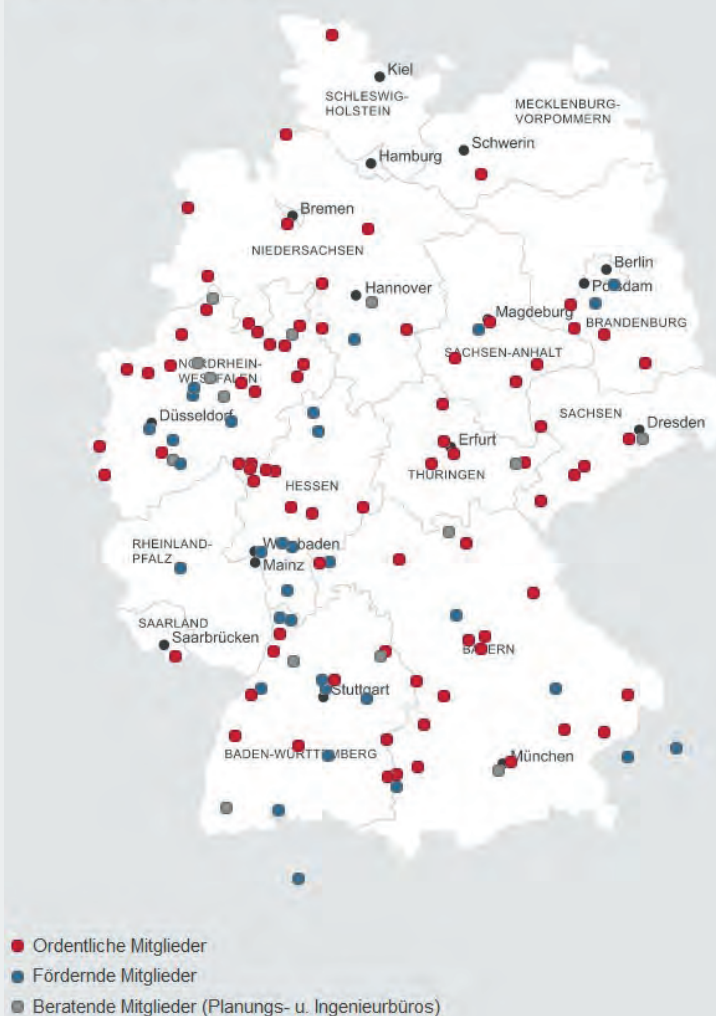 Kiel
SCHLESWIG-
HOLSTEIN
MECKLENBURG-
VORPOMMERN
Schwerin
Hamburg
Bremen
NIEDERSACHSEN
Berlin
Potsdam
Hannover
Magdeburg
BRANDENBURG
SACHSEN-ANHALT
NORDRHEIN-
WESTFALEN
Düsseldorf
SACHSEN
Dresden
Erfurt
THÜRINGEN
HESSEN
RHEINLAND-
PFALZ
Wiesbaden
Mainz
SAARLAND
Saarbrücken
BAYERN
Stuttgart
BADEN-WÜRTTEMBERG
München
Ordentliche Mitglieder
Fördernde Mitglieder
Beratende Mitglieder (Planungs- u. Ingenieurbüros)